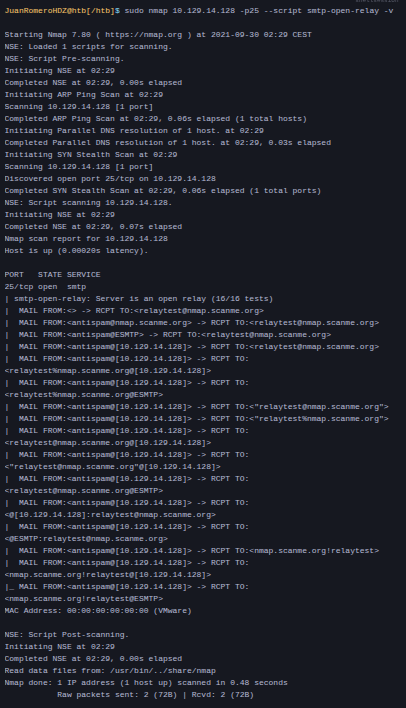 JuanRomeroHDZ@htb[/htb]$ sudo nmap 10.129.14.128 -p25 --script smtp-open-relay -v
Starting Nmap 7.80 ( https://nmap.org ) at 2021-09-30 02:29 CEST
NSE: Loaded 1 scripts for scanning.
NSE: Script Pre-scanning.
Initiating NSE at 02:29
Completed NSE at 02:29, 0.00s elapsed
Initiating ARP Ping Scan at 02:29
Scanning 10.129.14.128 [1 port]
Completed ARP Ping Scan at 02:29, 0.06s elapsed (1 total hosts)
Initiating Parallel DNS resolution of 1 host. at 02:29
Completed Parallel DNS resolution of 1 host. at 02:29, 0.03s elapsed
Initiating SYN Stealth Scan at 02:29
Scanning 10.129.14.128 [1 port]
Discovered open port 25/tcp on 10.129.14.128
Completed SYN Stealth Scan at 02:29, 0.06s elapsed (1 total ports)
NSE: Script scanning 10.129.14.128.
Initiating NSE at 02:29
Completed NSE at 02:29, 0.07s elapsed
Nmap scan report for 10.129.14.128
Host is up (0.00020s latency).
PORT   STATE SERVICE
25/tcp open  smtp
| smtp-open-relay: Server is an open relay (16/16 tests)
|  MAIL FROM:<> -> RCPT TO:<relaytest@nmap.scanme.org>
|  MAIL FROM:<antispam@nmap.scanme.org> -> RCPT TO:<relaytest@nmap.scanme.org>
|  MAIL FROM:<antispam@ESMTP> -> RCPT TO:<relaytest@nmap.scanme.org>
|  MAIL FROM:<antispam@[10.129.14.128]> -> RCPT TO:<relaytest@nmap.scanme.org>
|  MAIL FROM:<antispam@[10.129.14.128]> -> RCPT TO:
<relaytest%nmap.scanme.org@[10.129.14.128]>
|  MAIL FROM:<antispam@[10.129.14.128]> -> RCPT TO:
<relaytest%nmap.scanme.org@ESMTP>
|  MAIL FROM:<antispam@[10.129.14.128]> -> RCPT TO:<"relaytest@nmap.scanme.org">
|  MAIL FROM:<antispam@[10.129.14.128]> -> RCPT TO:<"relaytest%nmap.scanme.org">
|  MAIL FROM:<antispam@[10.129.14.128]> -> RCPT TO:
<relaytest@nmap.scanme.org@[10.129.14.128]>
|  MAIL FROM:<antispam@[10.129.14.128]> -> RCPT TO:
<"relaytest@nmap.scanme.org"@[10.129.14.128]>
|  MAIL FROM:<antispam@[10.129.14.128]> -> RCPT TO:
<relaytest@nmap.scanme.org@ESMTP>
|  MAIL FROM:<antispam@[10.129.14.128]> -> RCPT TO:
<@[10.129.14.128]:relaytest@nmap.scanme.org>
|  MAIL FROM:<antispam@[10.129.14.128]> -> RCPT TO:
<@ESMTP:relaytest@nmap.scanme.org>
|  MAIL FROM:<antispam@[10.129.14.128]> -> RCPT TO:<nmap.scanme.org!relaytest>
|  MAIL FROM:<antispam@[10.129.14.128]> -> RCPT TO:
<nmap.scanme.org!relaytest@[10.129.14.128]>
|_ MAIL FROM:<antispam@[10.129.14.128]> -> RCPT TO:
<nmap.scanme.org!relaytest@ESMTP>
MAC Address: 00:00:00:00:00:00 (VMware)
NSE: Script Post-scanning.
Initiating NSE at 02:29
Completed NSE at 02:29, 0.00s elapsed
Read data files from: /usr/bin/../share/nmap
Nmap done: 1 IP address (1 host up) scanned in 0.48 seconds
Raw packets sent: 2 (72B) | Rcvd: 2 (72B)